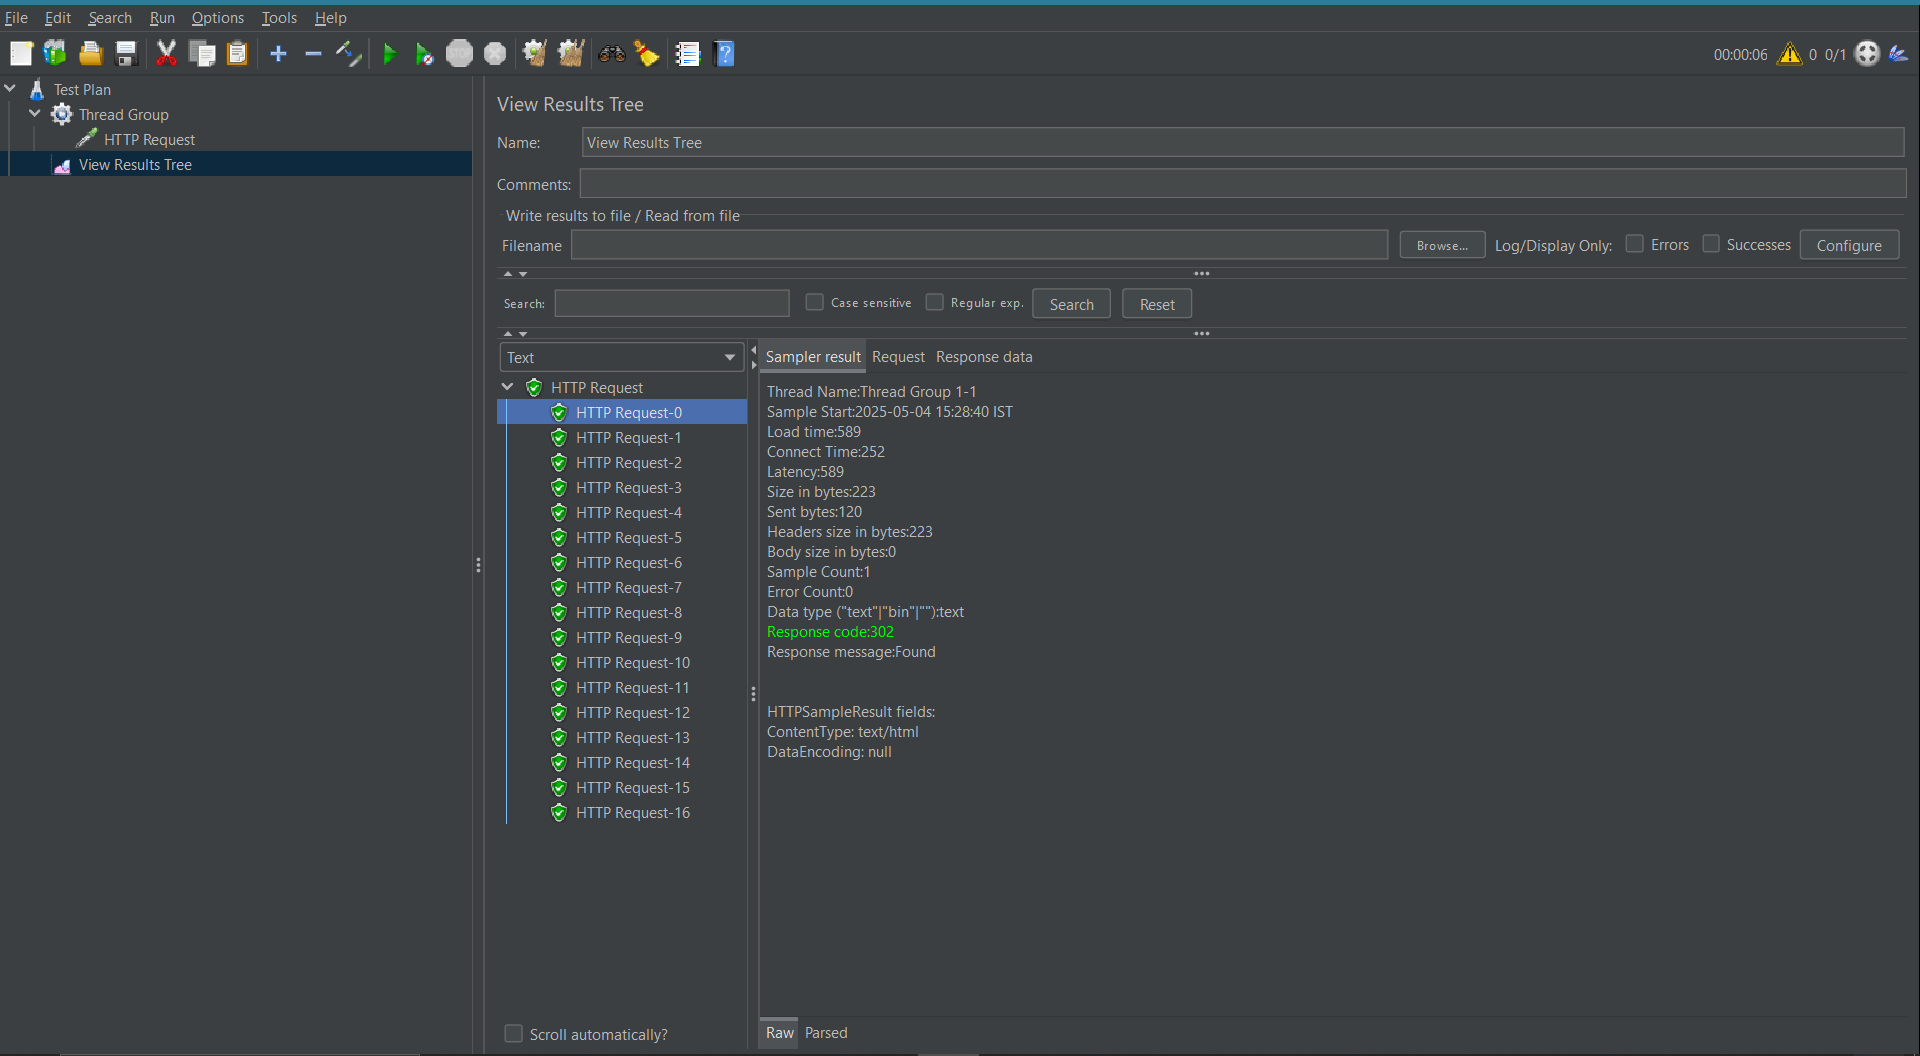 File Edit Search Run Options Tools Help
00:00:06 0 0/1
Test Plan
Thread Group
HTTP Request
View Results Tree
View Results Tree
Name: View Results Tree
Comments:
Write results to file / Read from file
Filename Browse... Log/Display Only: Errors Successes Configure
Search: Case sensitive Regular exp. Search Reset
Text
HTTP Request
HTTP Request-0
HTTP Request-1
HTTP Request-2
HTTP Request-3
HTTP Request-4
HTTP Request-5
HTTP Request-6
HTTP Request-7
HTTP Request-8
HTTP Request-9
HTTP Request-10
HTTP Request-11
HTTP Request-12
HTTP Request-13
HTTP Request-14
HTTP Request-15
HTTP Request-16
Scroll automatically?
Sampler result Request Response data
Thread Name:Thread Group 1-1
Sample Start:2025-05-04 15:28:40 IST
Load time:589
Connect Time:252
Latency:589
Size in bytes:223
Sent bytes:120
Headers size in bytes:223
Body size in bytes:0
Sample Count:1
Error Count:0
Data type ("text"|"bin"|""):text
Response code:302
Response message:Found
HTTPSampleResult fields:
ContentType: text/html
DataEncoding: null
Raw Parsed